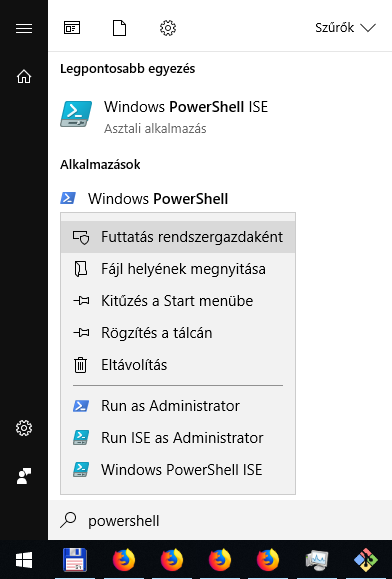 Szűrők
Legpontosabb egyezés
Windows PowerShell ISE
Asztali alkalmazás
Alkalmazások
Windows PowerShell
Futtatás rendszergazdaként
Fájl helyének megnyitása
Kitűzés a Start menübe
Rögzítés a tálcán
Eltávolítás
Run as Administrator
Run ISE as Administrator
Windows PowerShell ISE
powershell